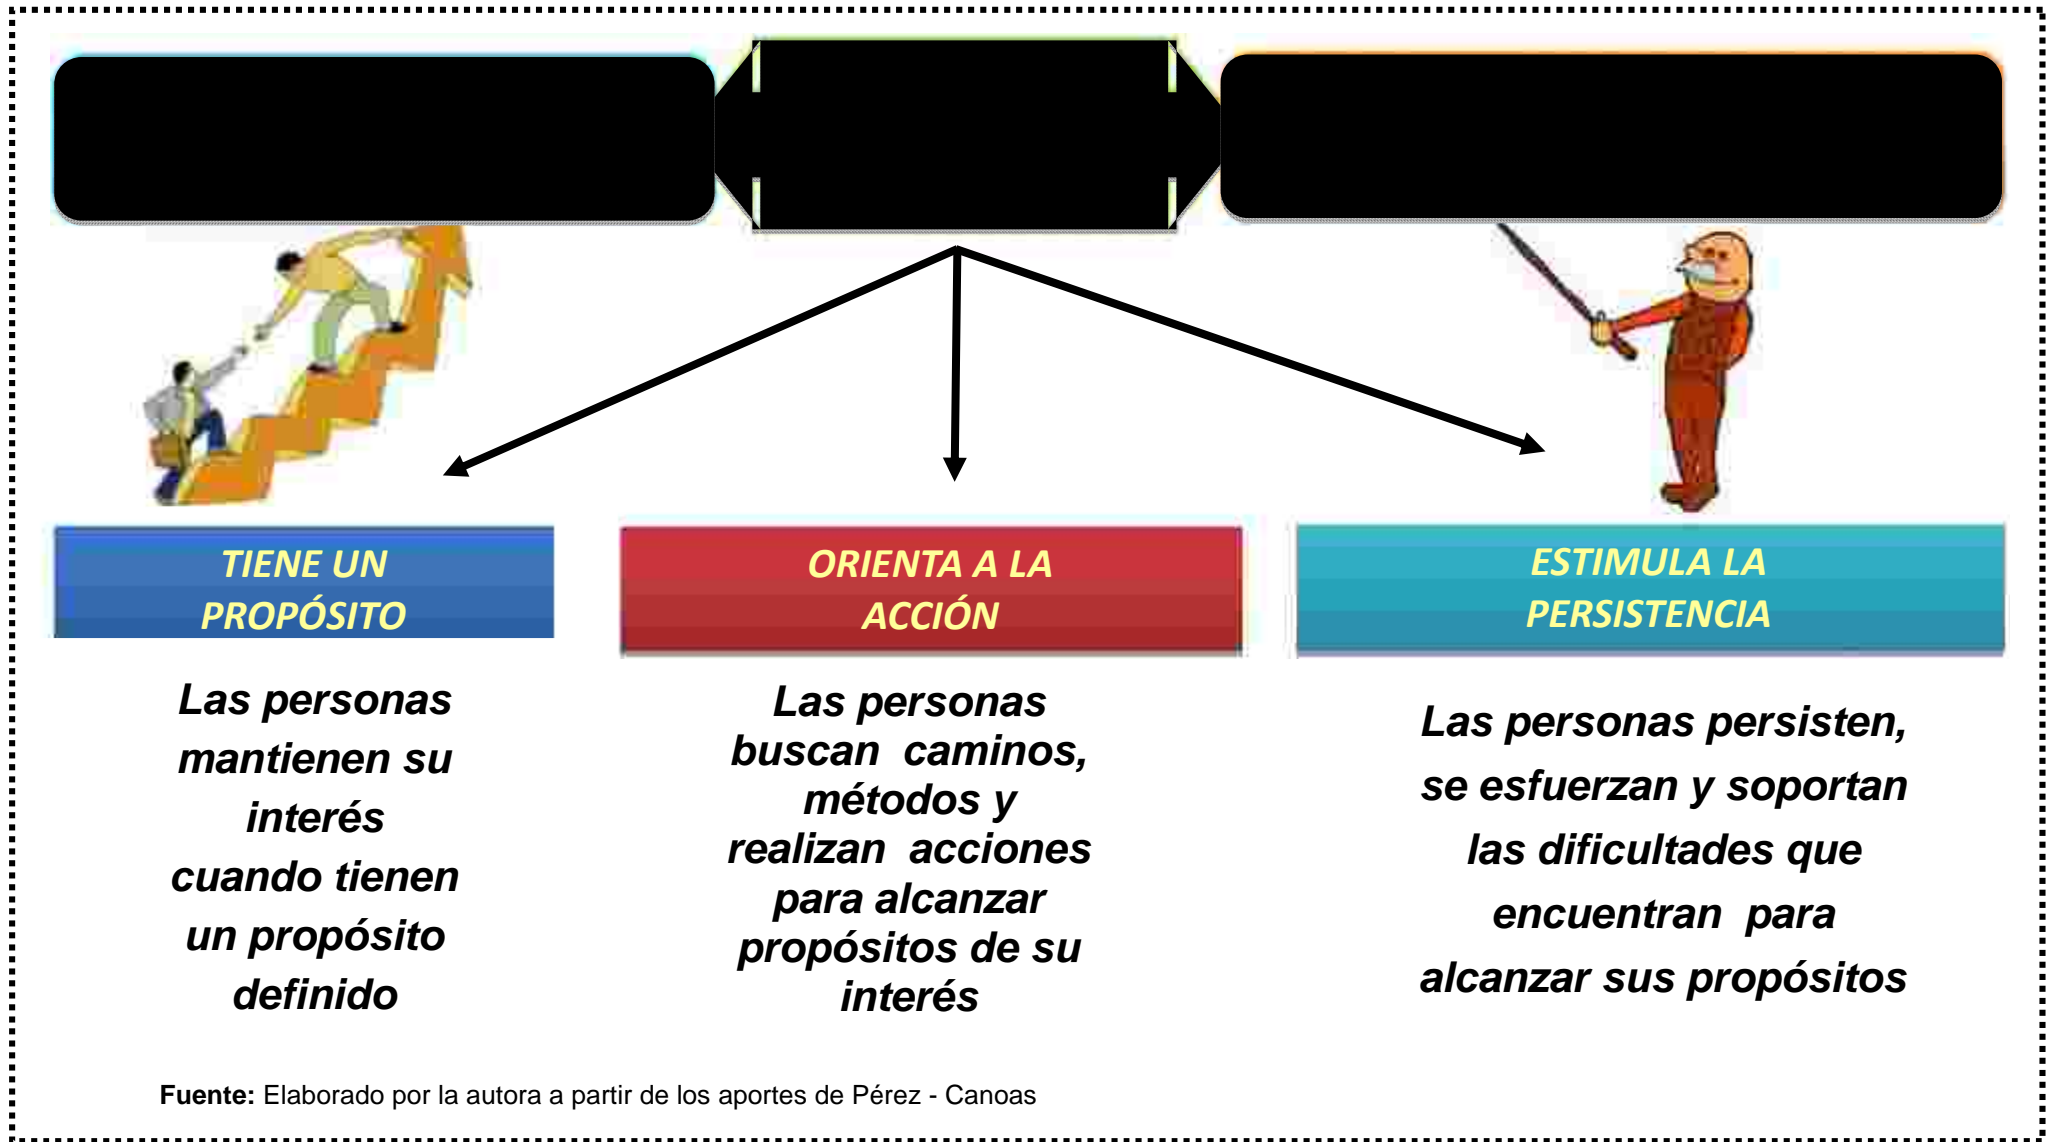 TIENE UN
PROPÓSITO
ORIENTA A LA
ACCIÓN
ESTIMULA LA
PERSISTENCIA
Las personas
mantienen su
interés
cuando tienen
un propósito
definido
Las personas
buscan caminos,
métodos y
realizan acciones
para alcanzar
propósitos de su
interés
Las personas persisten,
se esfuerzan y soportan
las dificultades que
encuentran para
alcanzar sus propósitos
Fuente: Elaborado por la autora a partir de los aportes de Pérez - Canoas